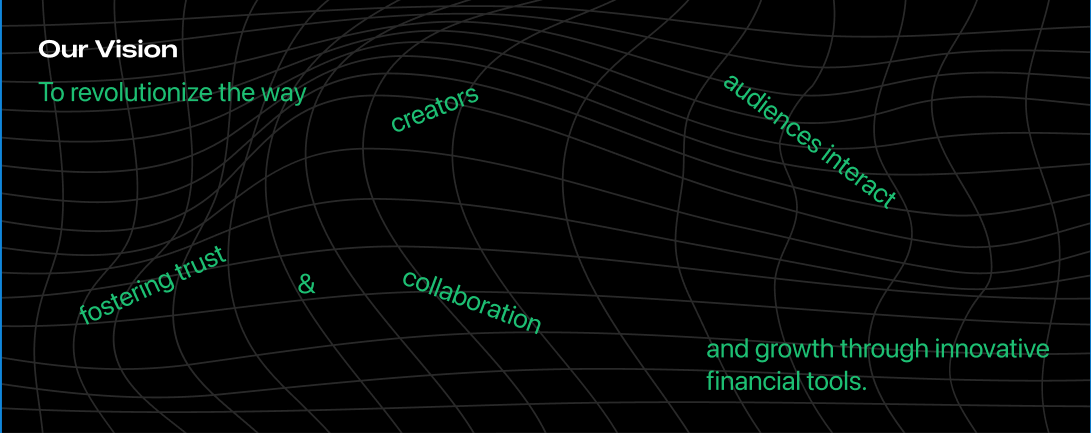 Our Vision
To revolutionize the way
creators
audiences interact
fostering trust
&
collaboration
and growth through innovative
financial tools.